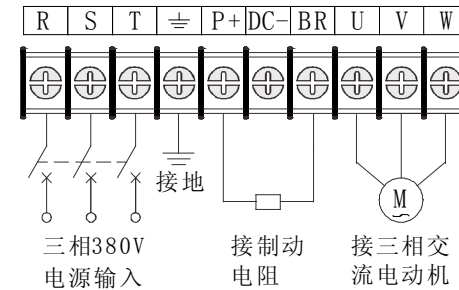 R S T ⏚ P+ DC- BR U V W
接地
M
三相380V 接制动 接三相交
电源输入 电阻 流电动机